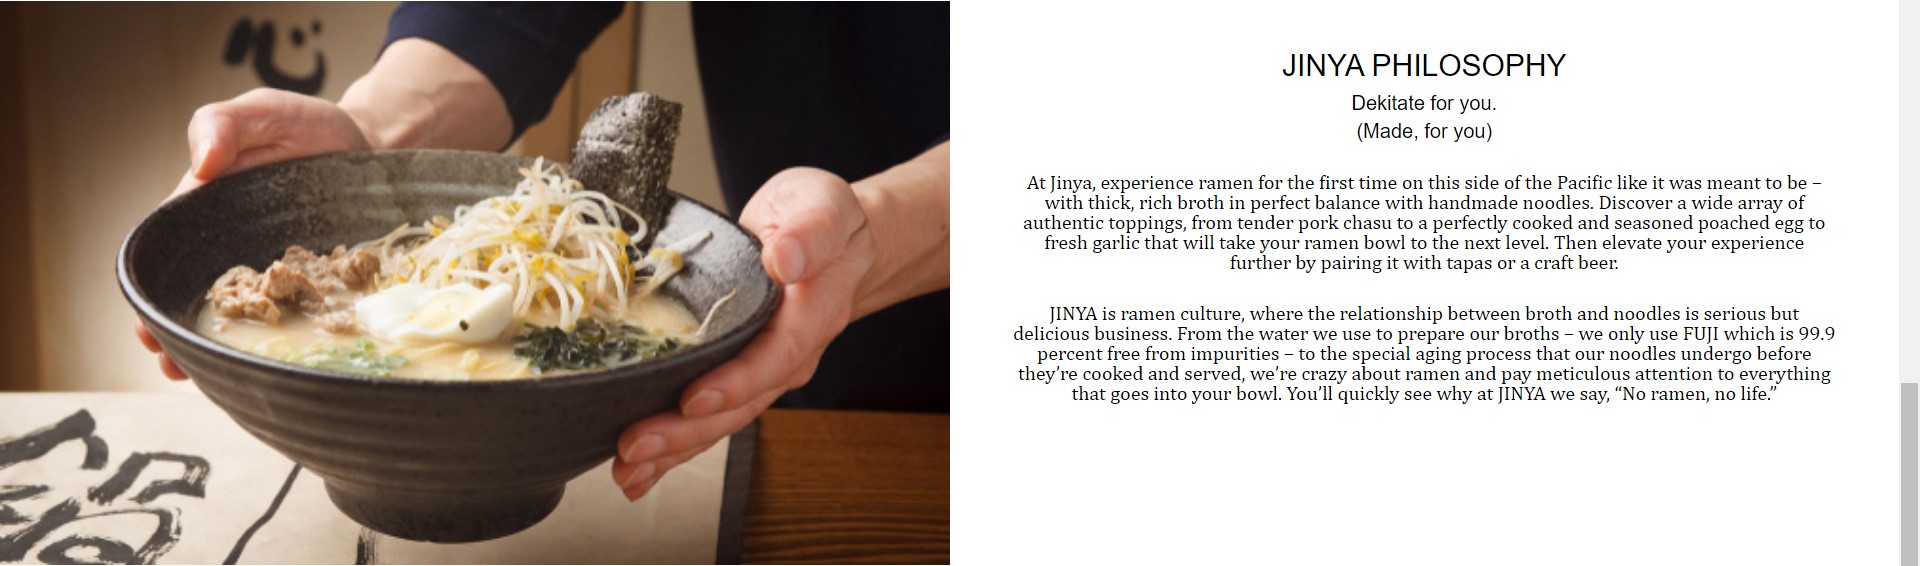 心
JINYA PHILOSOPHY
Dekitate for you.
(Made, for you)
At Jinya, experience ramen for the first time on this side of the Pacific like it was meant to be –
with thick, rich broth in perfect balance with handmade noodles. Discover a wide array of
authentic toppings, from tender pork chasu to a perfectly cooked and seasoned poached egg to
fresh garlic that will take your ramen bowl to the next level. Then elevate your experience
further by pairing it with tapas or a craft beer.
JINYA is ramen culture, where the relationship between broth and noodles is serious but
delicious business. From the water we use to prepare our broths – we only use FUJI which is 99.9
percent free from impurities – to the special aging process that our noodles undergo before
they’re cooked and served, we’re crazy about ramen and pay meticulous attention to everything
that goes into your bowl. You’ll quickly see why at JINYA we say, “No ramen, no life.”